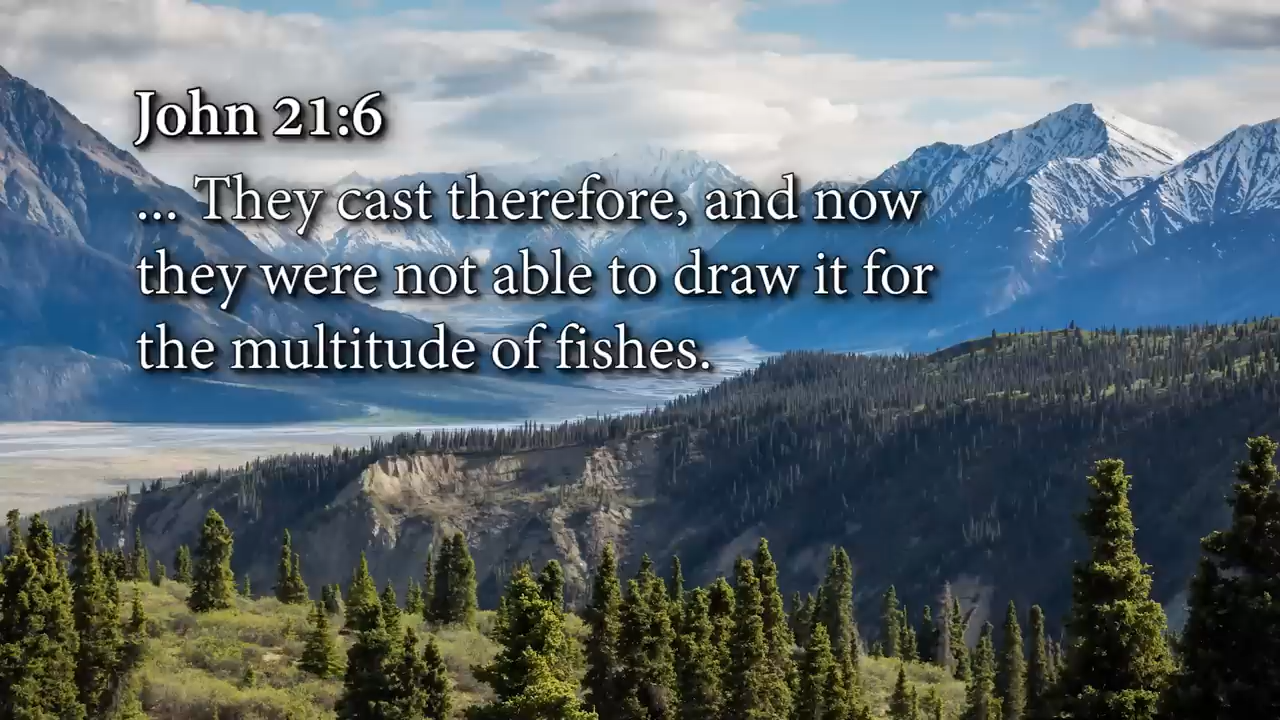 John 21:6
... They cast therefore, and now
they were not able to draw it for
the multitude of fishes.